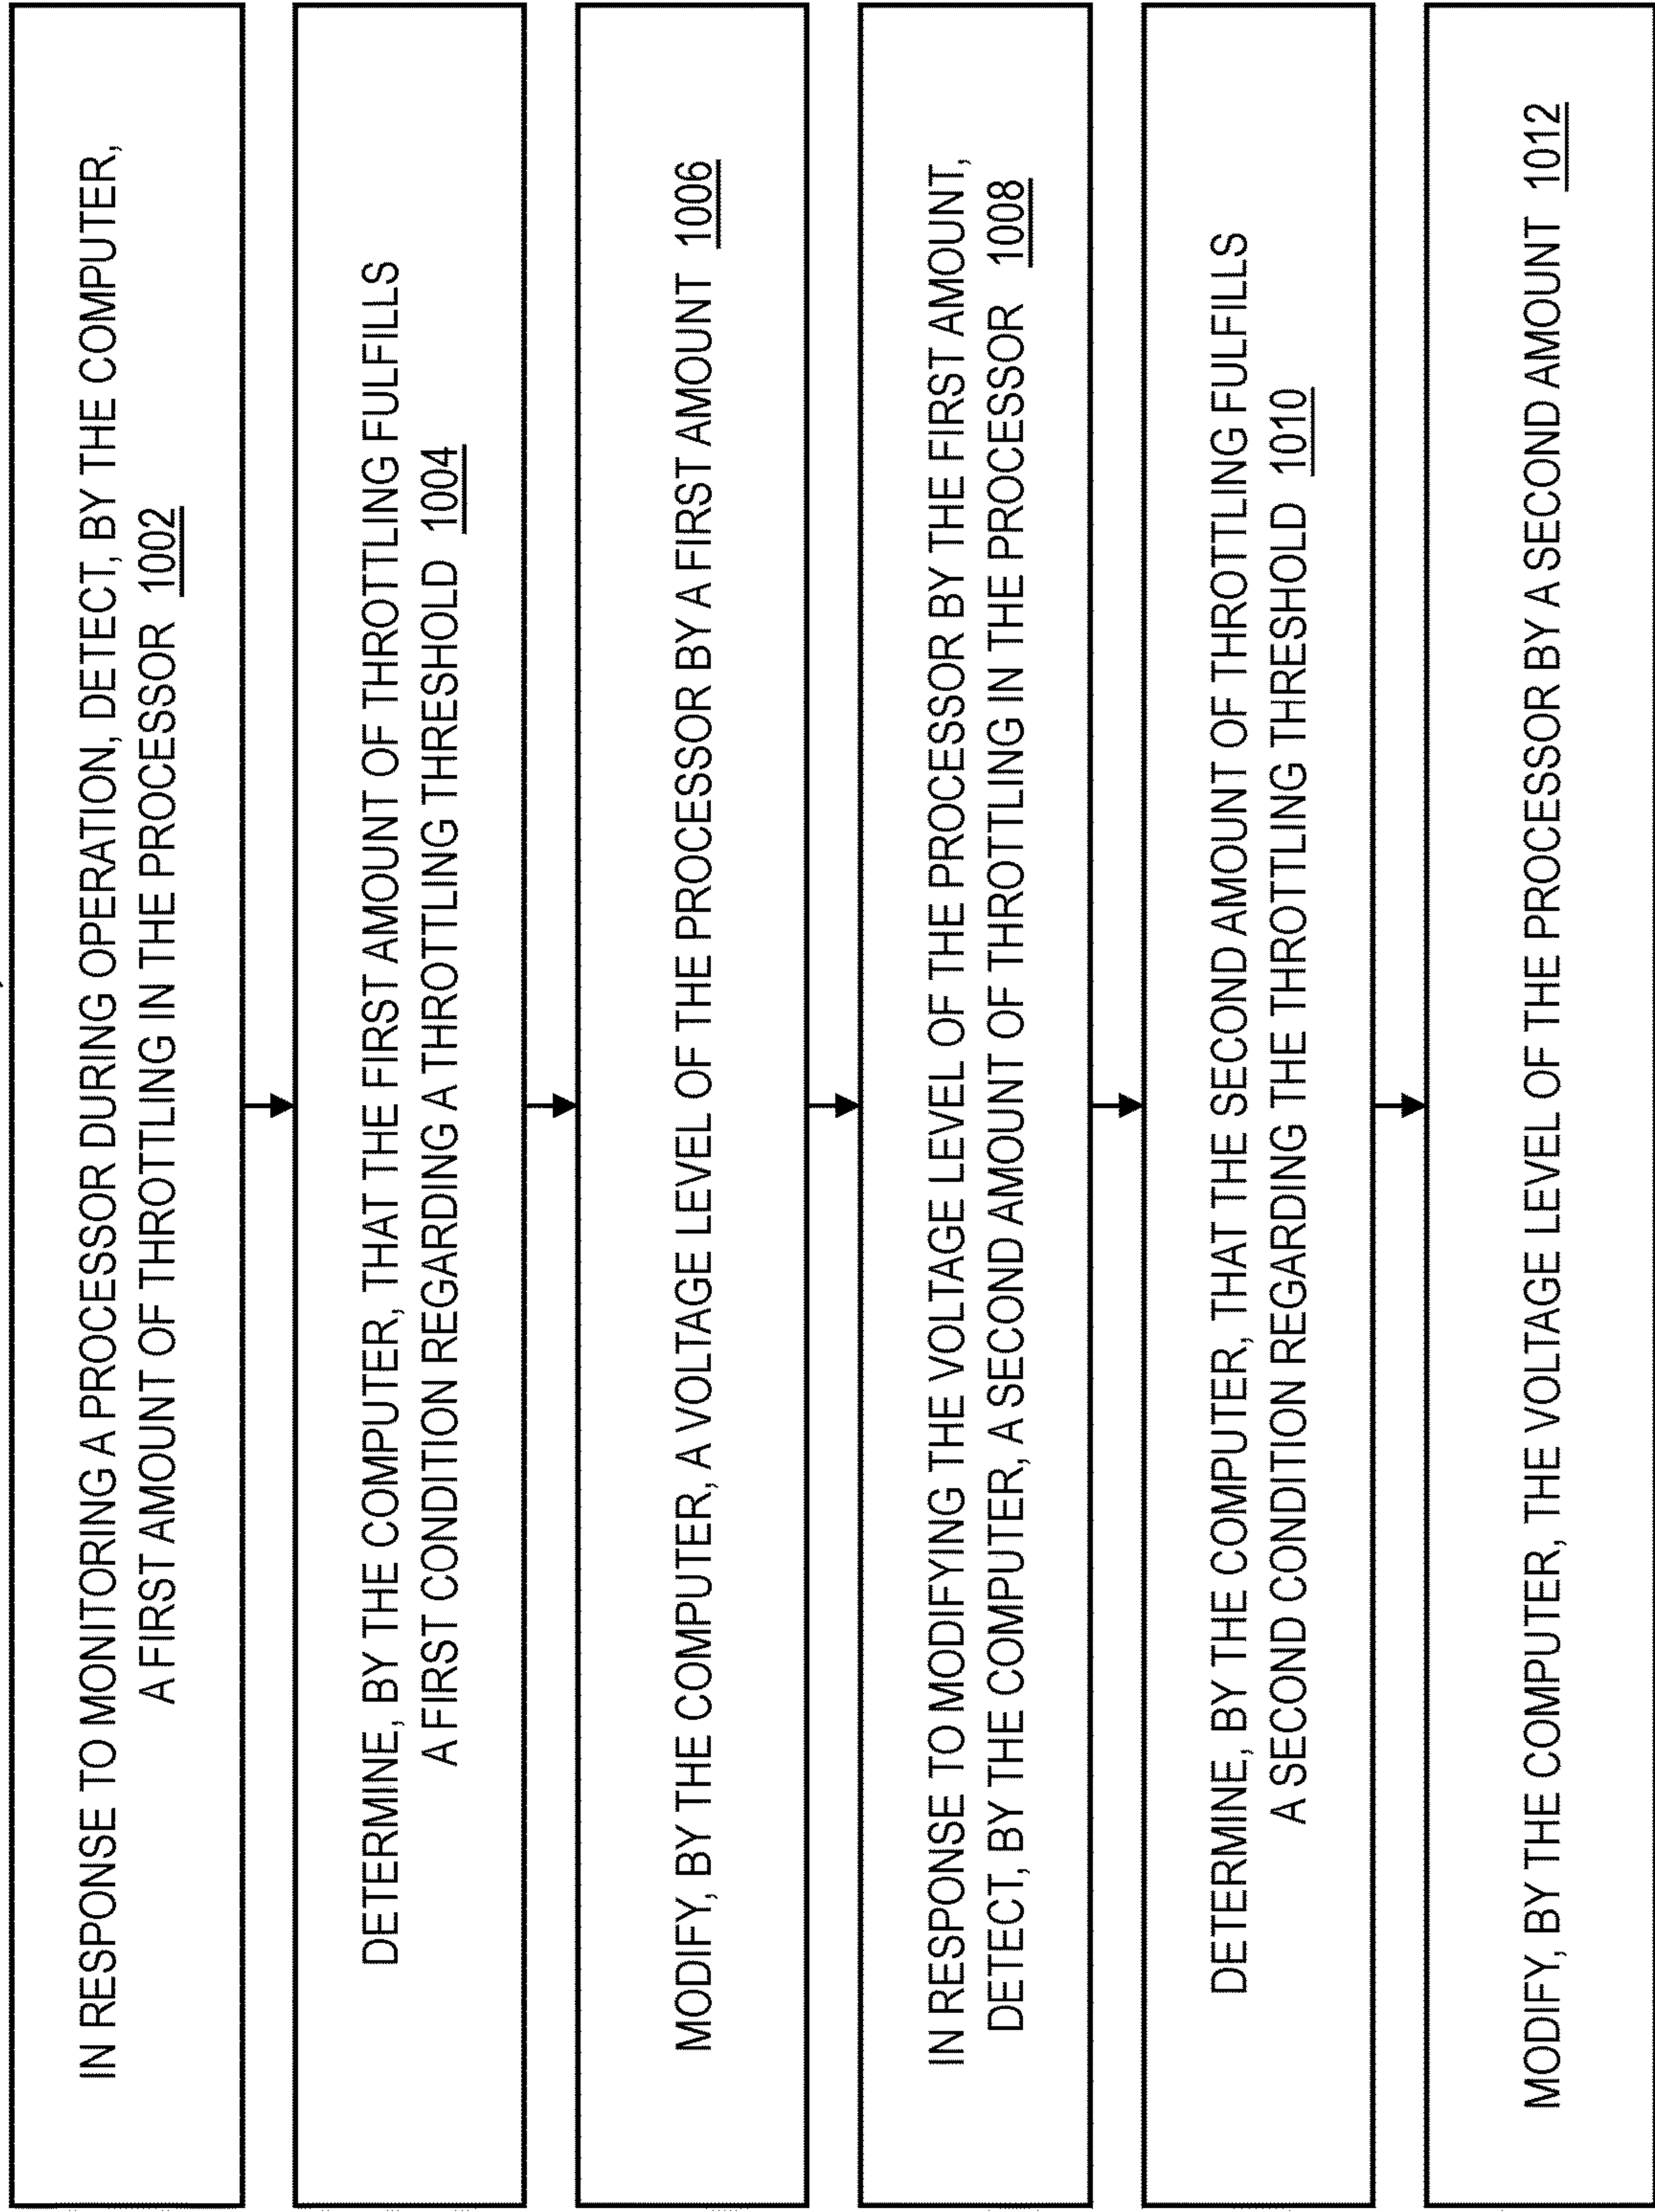 IN RESPONSE TO MONITORING A PROCESSOR DURING OPERATION, DETECT, BY THE COMPUTER,
A FIRST AMOUNT OF THROTTLING IN THE PROCESSOR 1002
DETERMINE, BY THE COMPUTER, THAT THE FIRST AMOUNT OF THROTTLING FULFILLS
A FIRST CONDITION REGARDING A THROTTLING THRESHOLD 1004
MODIFY, BY THE COMPUTER, A VOLTAGE LEVEL OF THE PROCESSOR BY A FIRST AMOUNT 1006
IN RESPONSE TO MODIFYING THE VOLTAGE LEVEL OF THE PROCESSOR BY THE FIRST AMOUNT,
DETECT, BY THE COMPUTER, A SECOND AMOUNT OF THROTTLING IN THE PROCESSOR 1008
DETERMINE, BY THE COMPUTER, THAT THE SECOND AMOUNT OF THROTTLING FULFILLS
A SECOND CONDITION REGARDING THE THROTTLING THRESHOLD 1010
MODIFY, BY THE COMPUTER, THE VOLTAGE LEVEL OF THE PROCESSOR BY A SECOND AMOUNT 1012